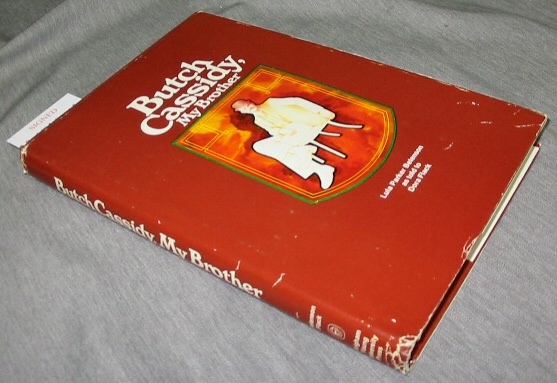 SIGNED
Butch
Cassidy,
My Brother
Lula Parker Betenson
as told to
Dora Flack
Butch Cassidy, My Brother